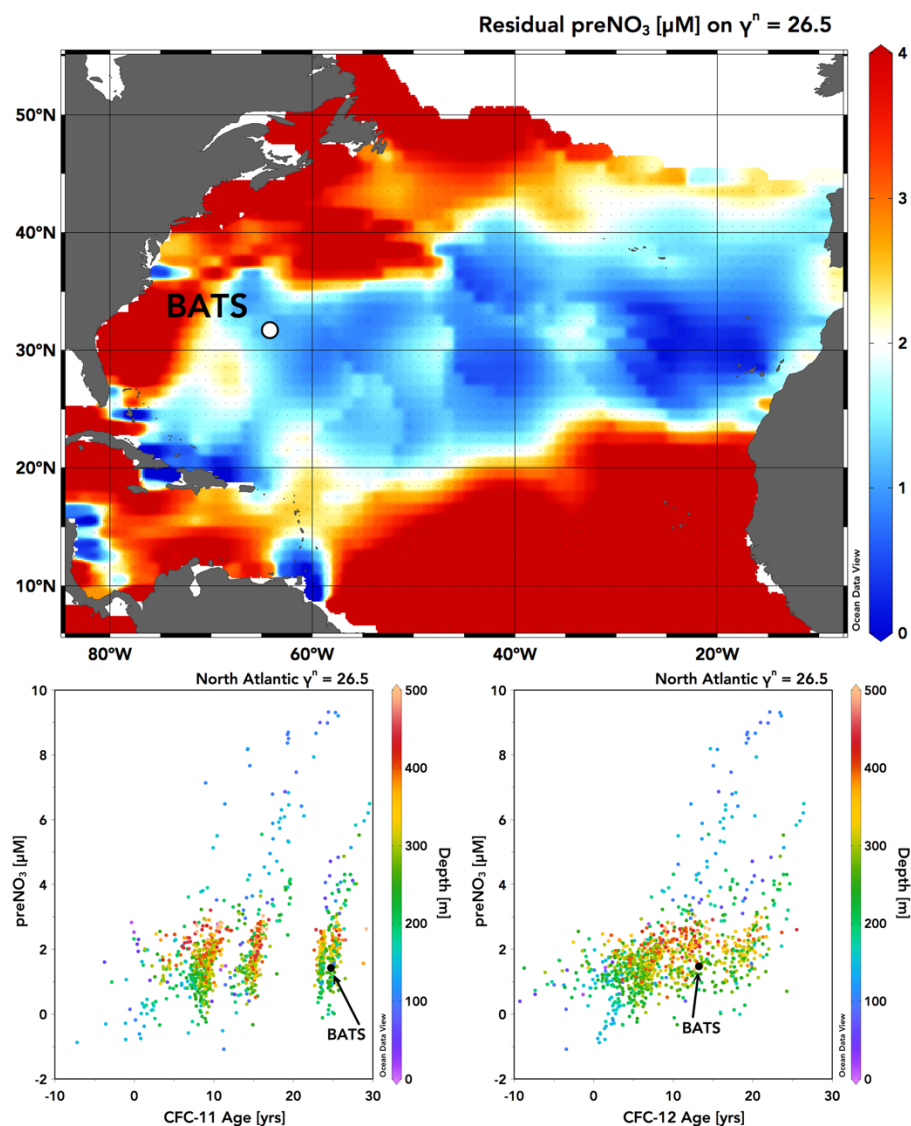 Residual preNO₃ [µM] on γⁿ = 26.5
50°N
40°N
30°N
20°N
10°N
BATS
80°W
60°W
40°W
20°W
4
3
2
1
0
Ocean Data View
North Atlantic γⁿ = 26.5
10
8
6
4
2
0
-2
preNO₃ [µM]
-10
0
10
20
30
CFC-11 Age [yrs]
BATS
Ocean Data View
500
400
300
200
100
0
Depth [m]
North Atlantic γⁿ = 26.5
10
8
6
4
2
0
-2
preNO₃ [µM]
-10
0
10
20
30
CFC-12 Age [yrs]
BATS
Ocean Data View
500
400
300
200
100
0
Depth [m]